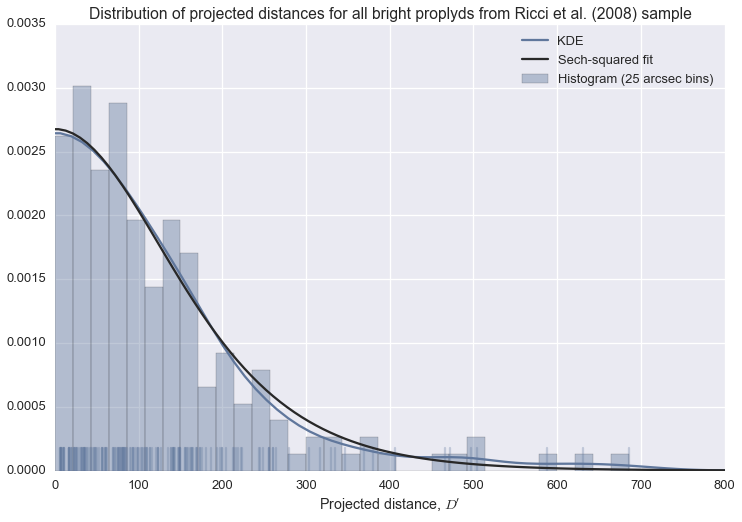 Distribution of projected distances for all bright proplyds from Ricci et al. (2008) sample
0.0035
0.0030
0.0025
0.0020
0.0015
0.0010
0.0005
0.0000
KDE
Sech-squared fit
Histogram (25 arcsec bins)
0 100 200 300 400 500 600 700 800
Projected distance, D′